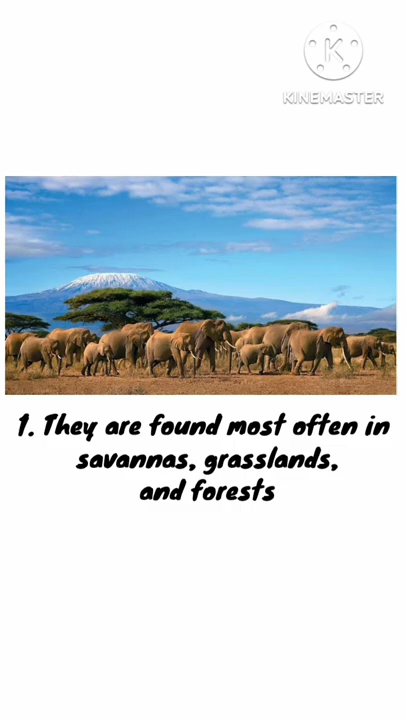 K
KINEMASTER
1. They are found most often in
savannas, grasslands,
and forests